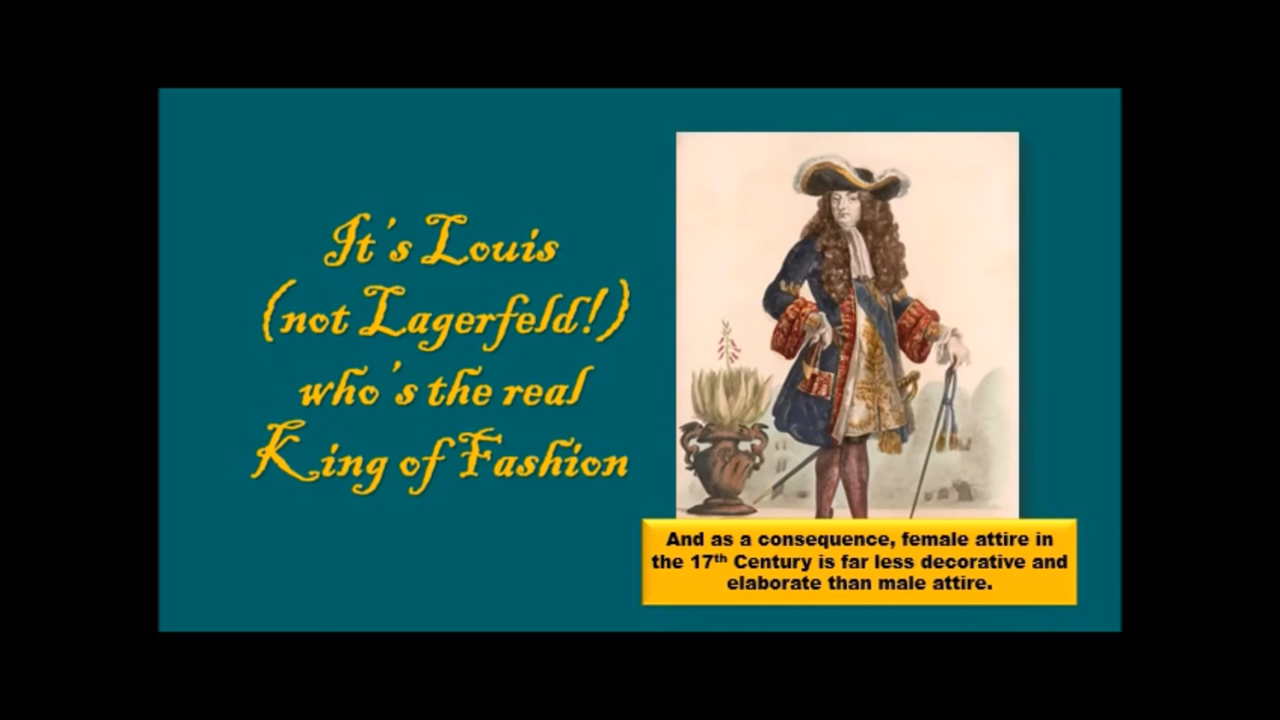 It's Louis
(not Lagerfeld!)
who's the real
King of Fashion
And as a consequence, female attire in
the 17th Century is far less decorative and
elaborate than male attire.